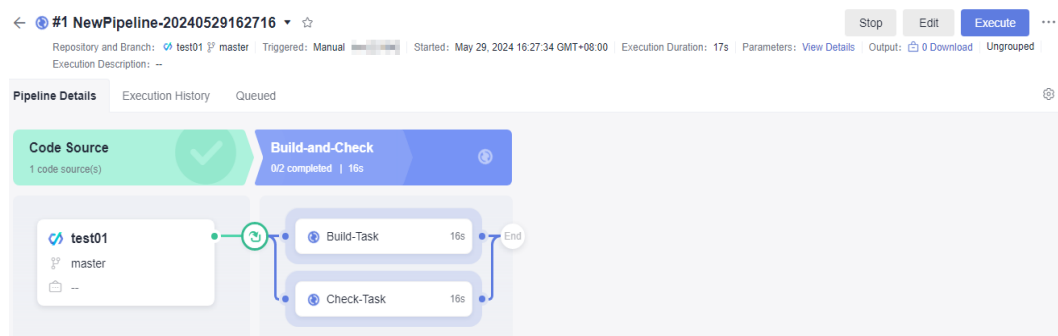 #1 NewPipeline-20240529162716
Stop
Edit
Execute
Repository and Branch: test01 master Triggered: Manual Started: May 29, 2024 16:27:34 GMT+08:00 Execution Duration: 17s Parameters: View Details Output: 0 Download Ungrouped
Execution Description: --
Pipeline Details
Execution History
Queued
Code Source
1 code source(s)
Build-and-Check
0/2 completed | 16s
test01
master
--
Build-Task 16s
End
Check-Task 16s